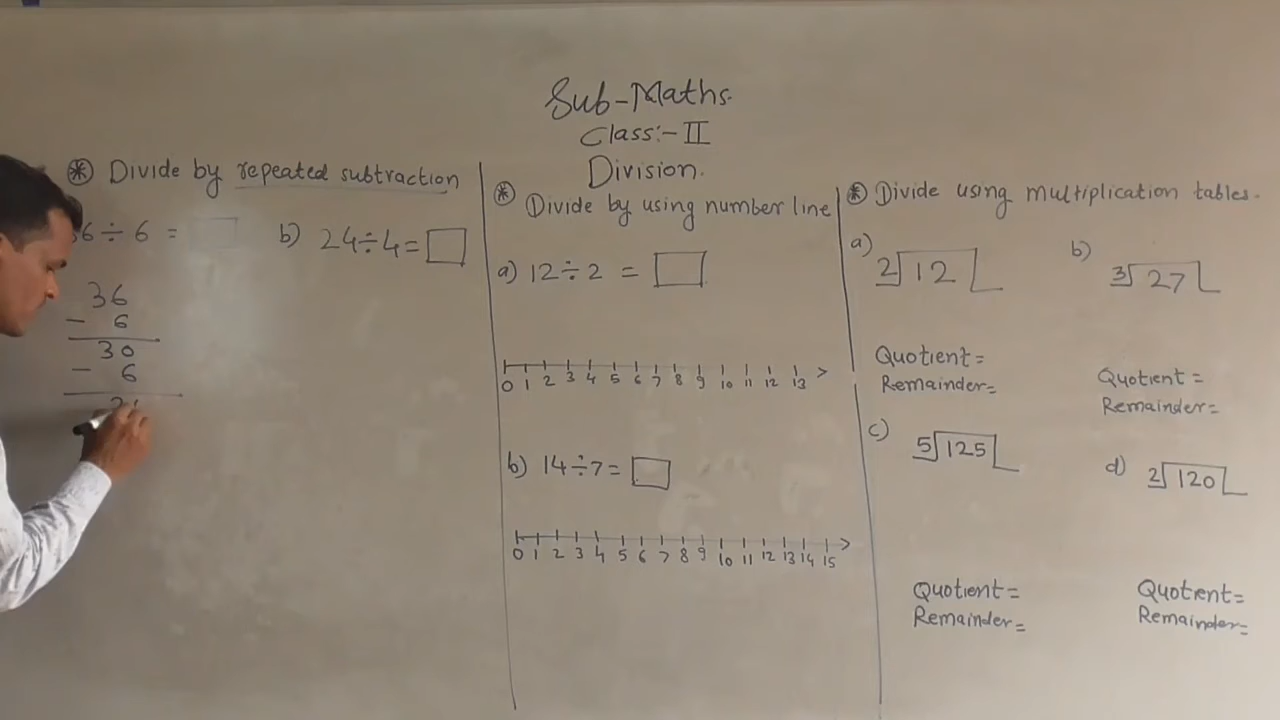 Sub-Maths.
Class:- II
Division.
* Divide by repeated subtraction
36 ÷ 6 =
b) 24÷4=
36
- 6
30
- 6
* Divide by using number line
a) 12÷2 =
0 1 2 3 4 5 6 7 8 9 10 11 12 13
b) 14÷7=
0 1 2 3 4 5 6 7 8 9 10 11 12 13 14 15
* Divide using multiplication tables.
a)
2 12
Quotient=
Remainder=
b)
3 27
Quotient=
Remainder=
c)
5 125
Quotient=
Remainder=
d)
2 120
Quotient=
Remainder=